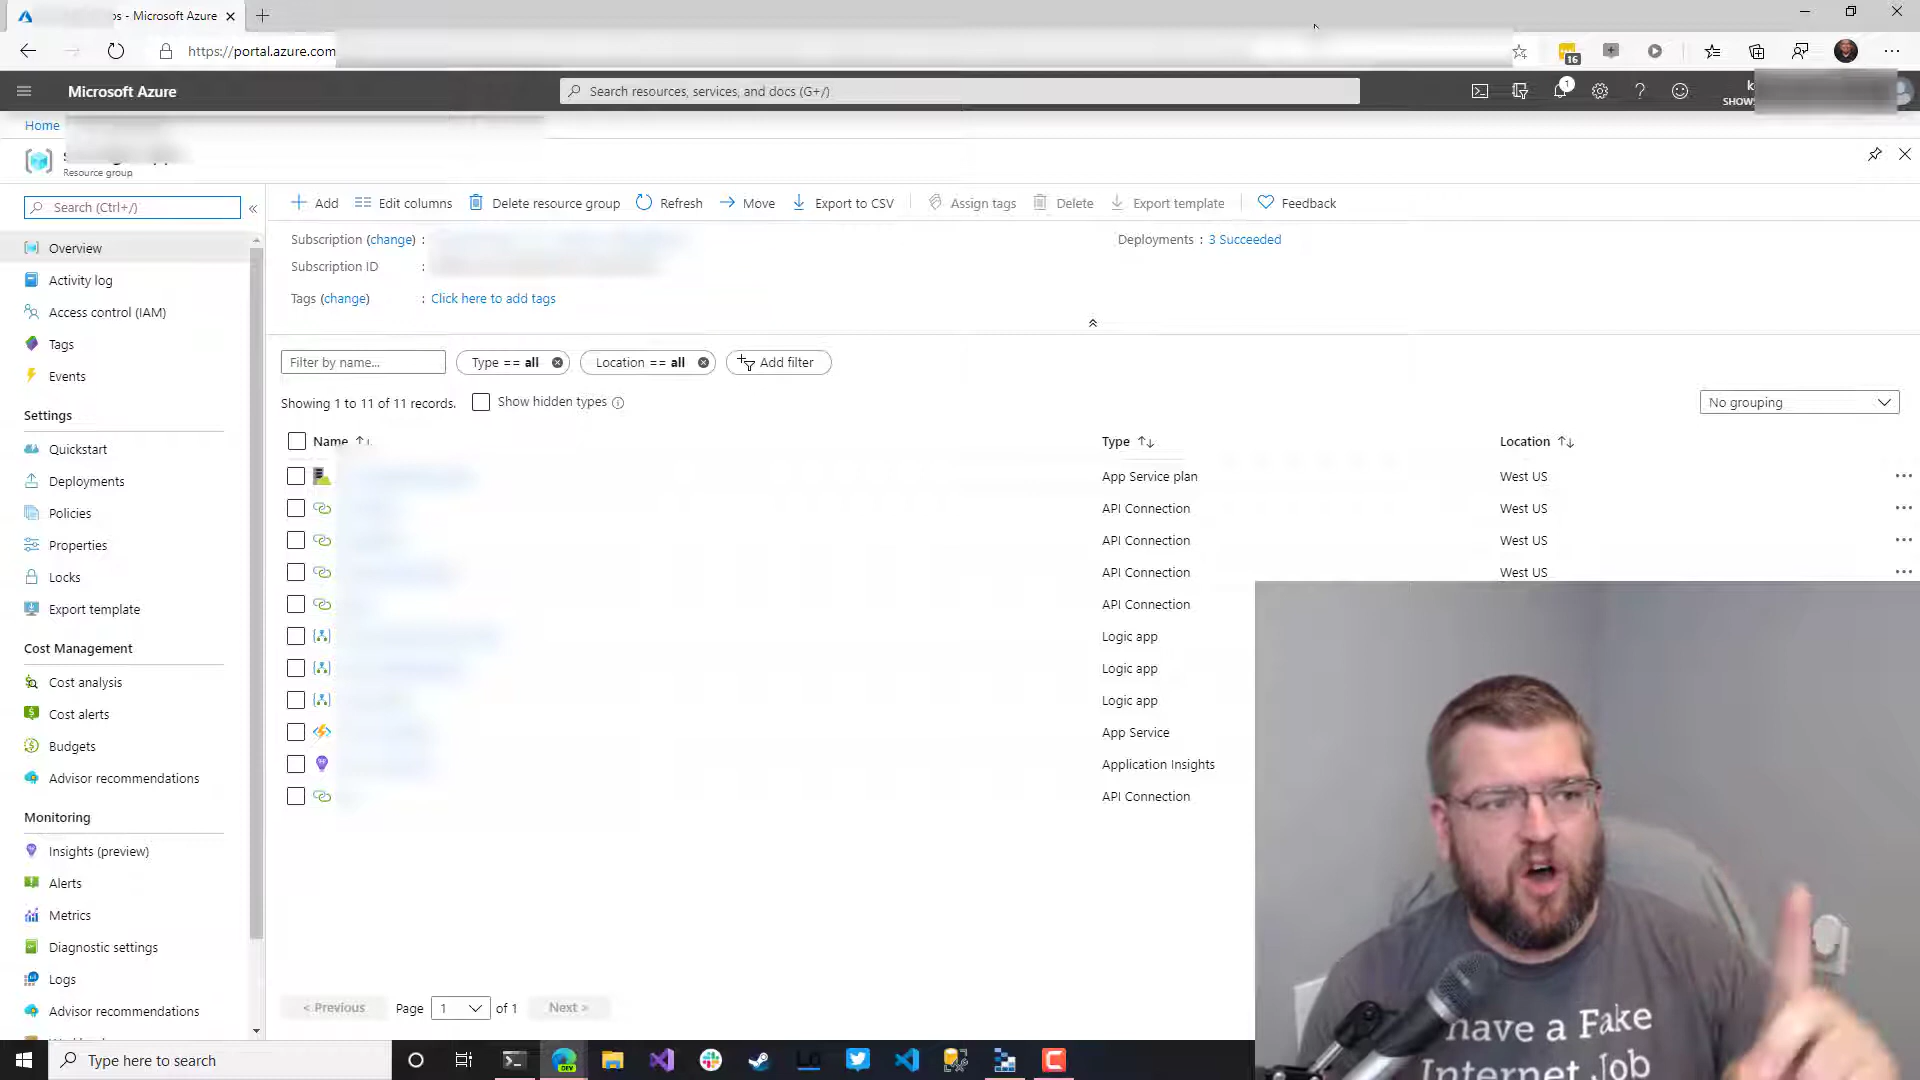 - Microsoft Azure
https://portal.azure.com
16
Microsoft Azure
Search resources, services, and docs (G+/)
1
SHOWS
Home
Resource group
Search (Ctrl+/)
Add
Edit columns
Delete resource group
Refresh
Move
Export to CSV
Assign tags
Delete
Export template
Feedback
Overview
Activity log
Access control (IAM)
Tags
Events
Settings
Quickstart
Deployments
Policies
Properties
Locks
Export template
Cost Management
Cost analysis
Cost alerts
Budgets
Advisor recommendations
Monitoring
Insights (preview)
Alerts
Metrics
Diagnostic settings
Logs
Advisor recommendations
Subscription (change) :
Deployments : 3 Succeeded
Subscription ID :
Tags (change) : Click here to add tags
Filter by name...
Type == all
Location == all
Add filter
Showing 1 to 11 of 11 records.
Show hidden types
No grouping
Name
Type
Location
App Service plan West US
API Connection West US
API Connection West US
API Connection West US
API Connection
Logic app
Logic app
Logic app
App Service
Application Insights
API Connection
< Previous
Page 1 of 1
Next >
have a Fake
Internet Job
Type here to search
DEV